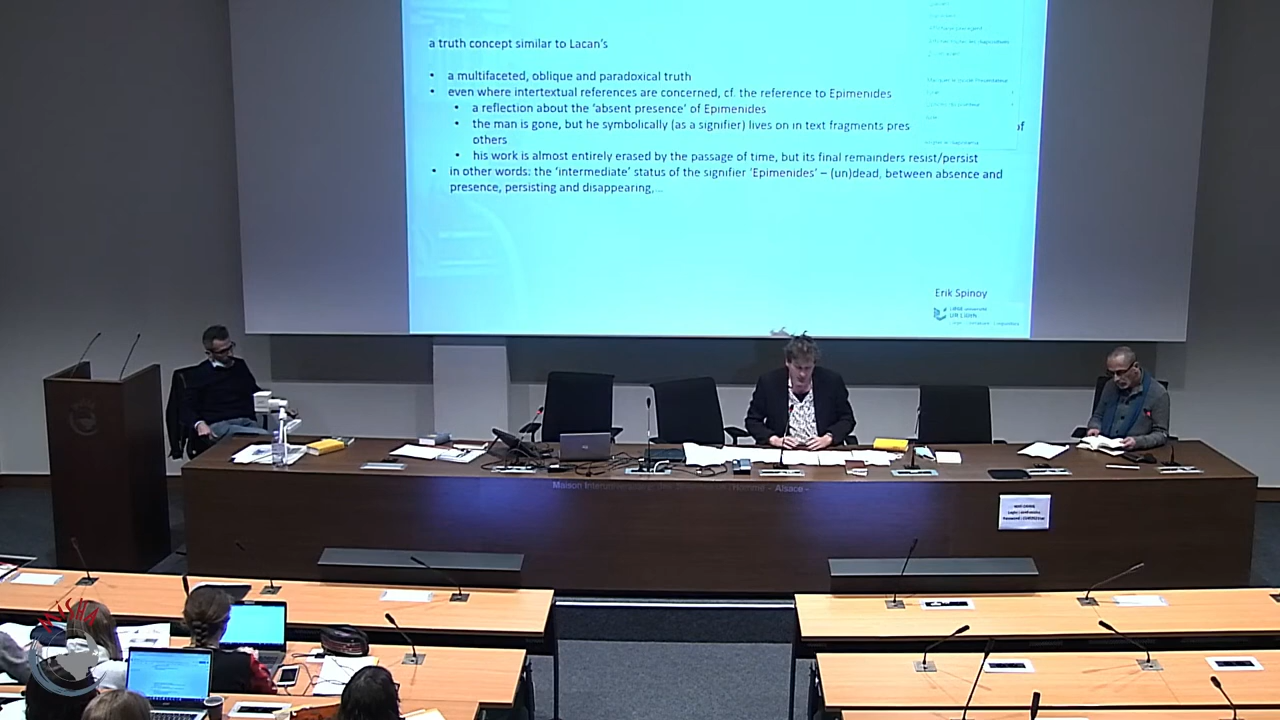 a truth concept similar to Lacan's
• a multifaceted, oblique and paradoxical truth
• even where intertextual references are concerned, cf. the reference to Epimenides
• a reflection about the 'absent presence' of Epimenides
• the man is gone, but he symbolically (as a signifier) lives on in text fragments pres of
others
• his work is almost entirely erased by the passage of time, but its final remainders resist/persist
• in other words: the 'intermediate' status of the signifier 'Epimenides' – (un)dead, between absence and
presence, persisting and disappearing,...
Erik Spinoy
Maison Inter l'Homme – Alsace -
MISHA